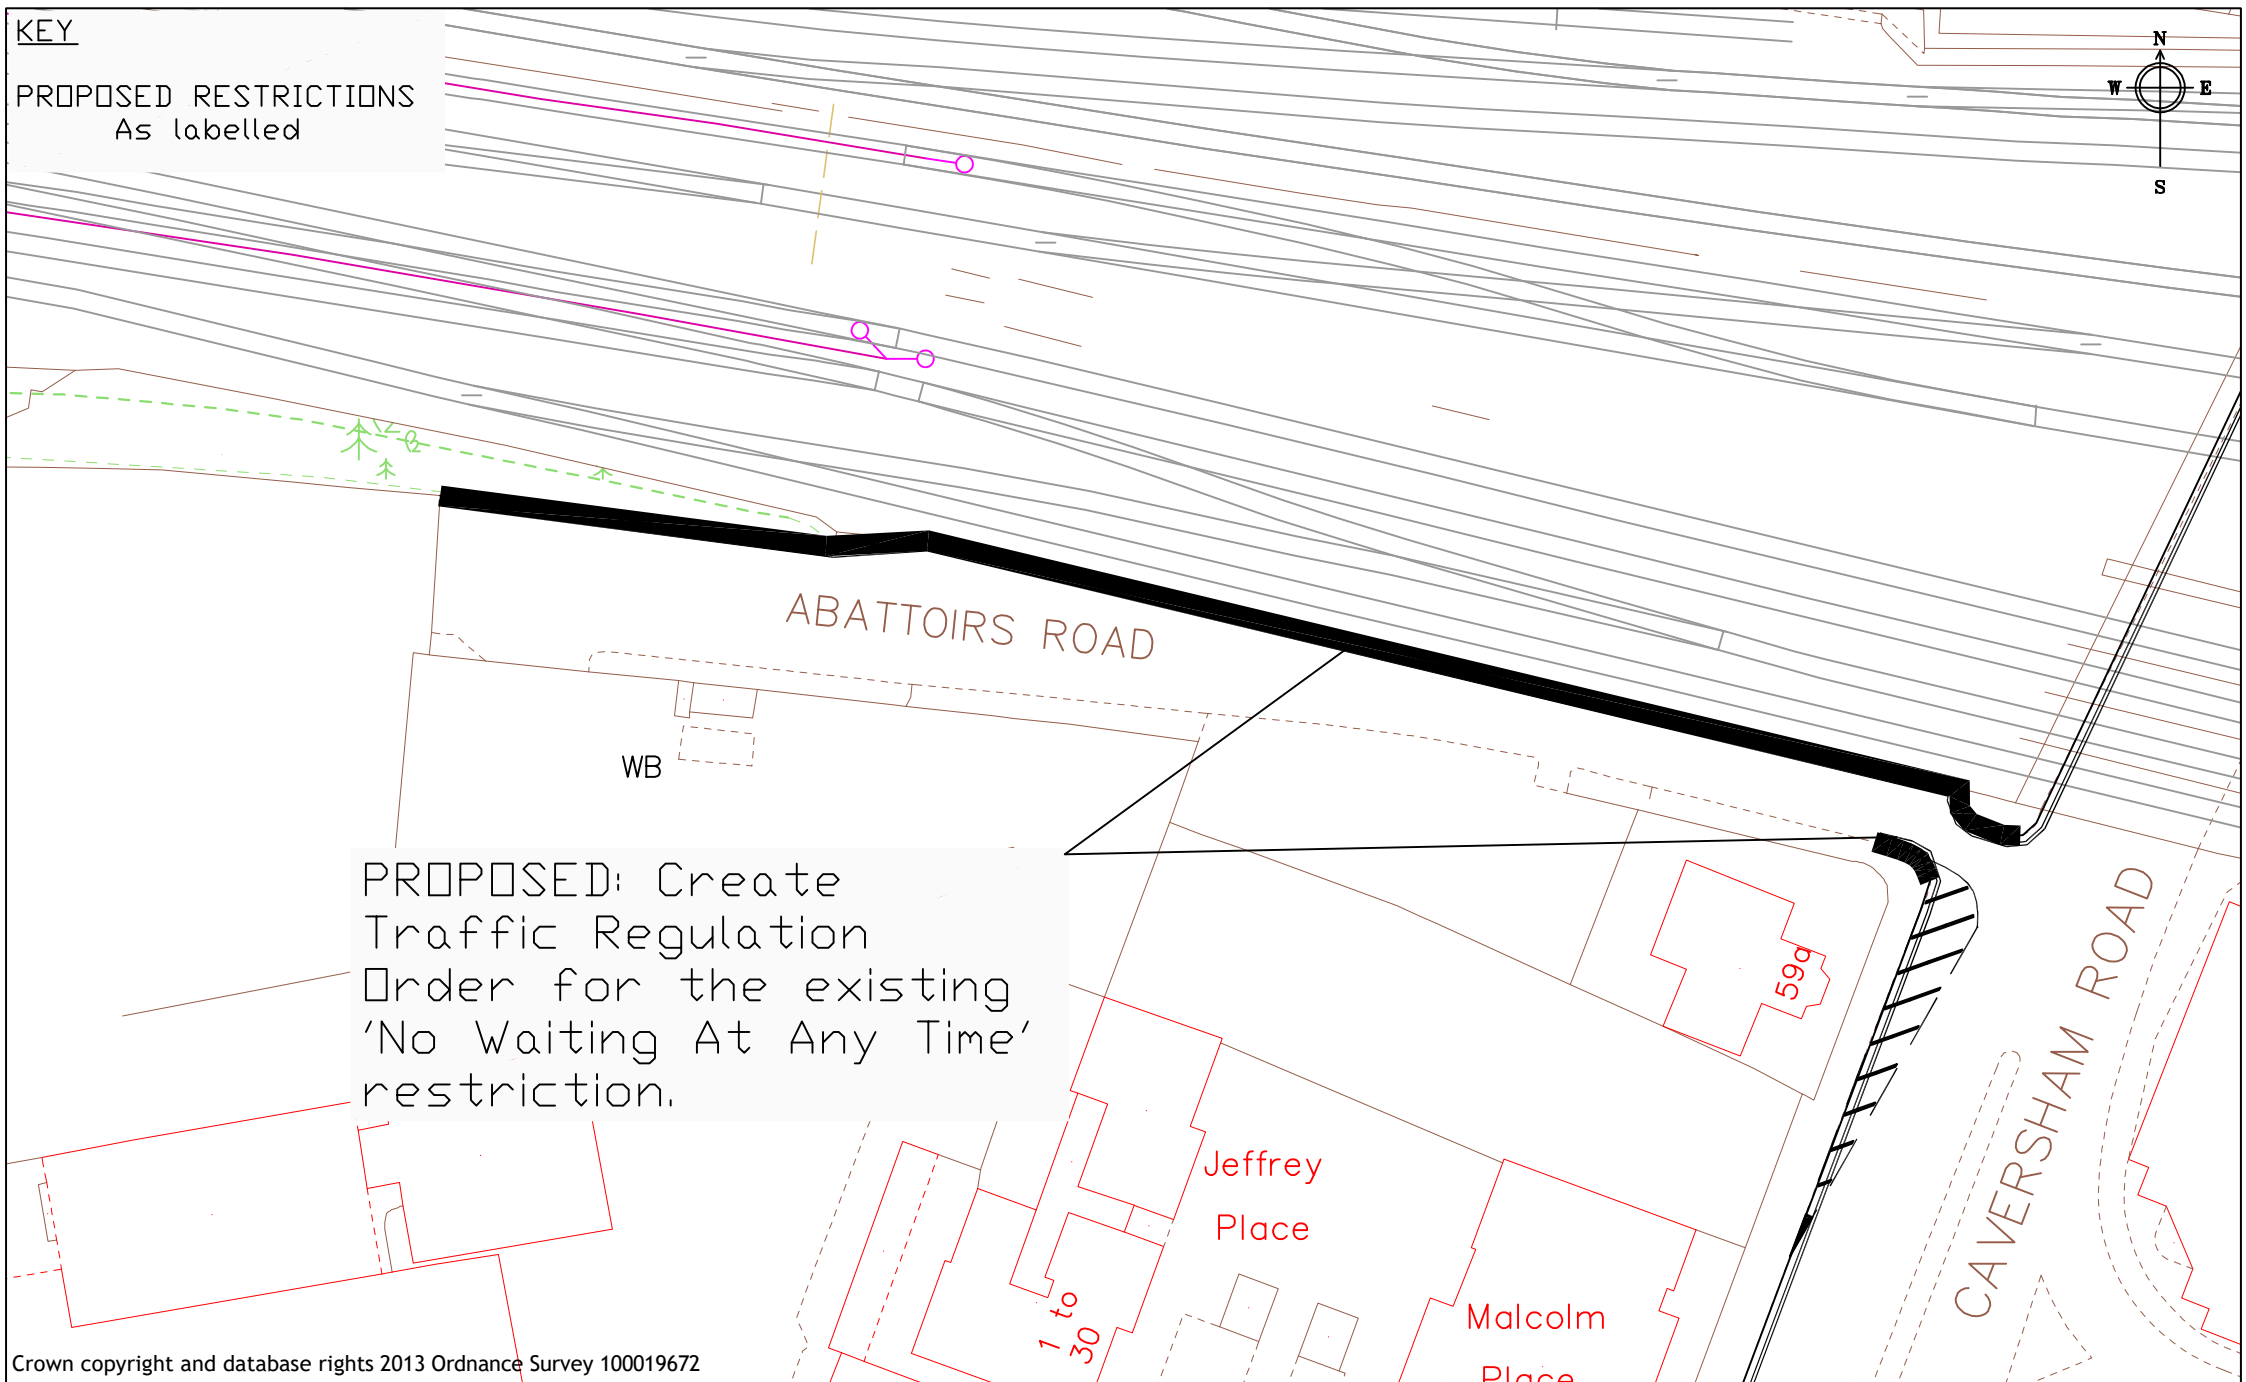 KEY
PROPOSED RESTRICTIONS
As labelled
N
W E
S
ABATTOIRS ROAD
WB
PROPOSED: Create
Traffic Regulation
Order for the existing
'No Waiting At Any Time'
restriction.
59a
CAVERSHAM ROAD
Jeffrey
Place
1 to
30
Malcolm
Place
Crown copyright and database rights 2013 Ordnance Survey 100019672